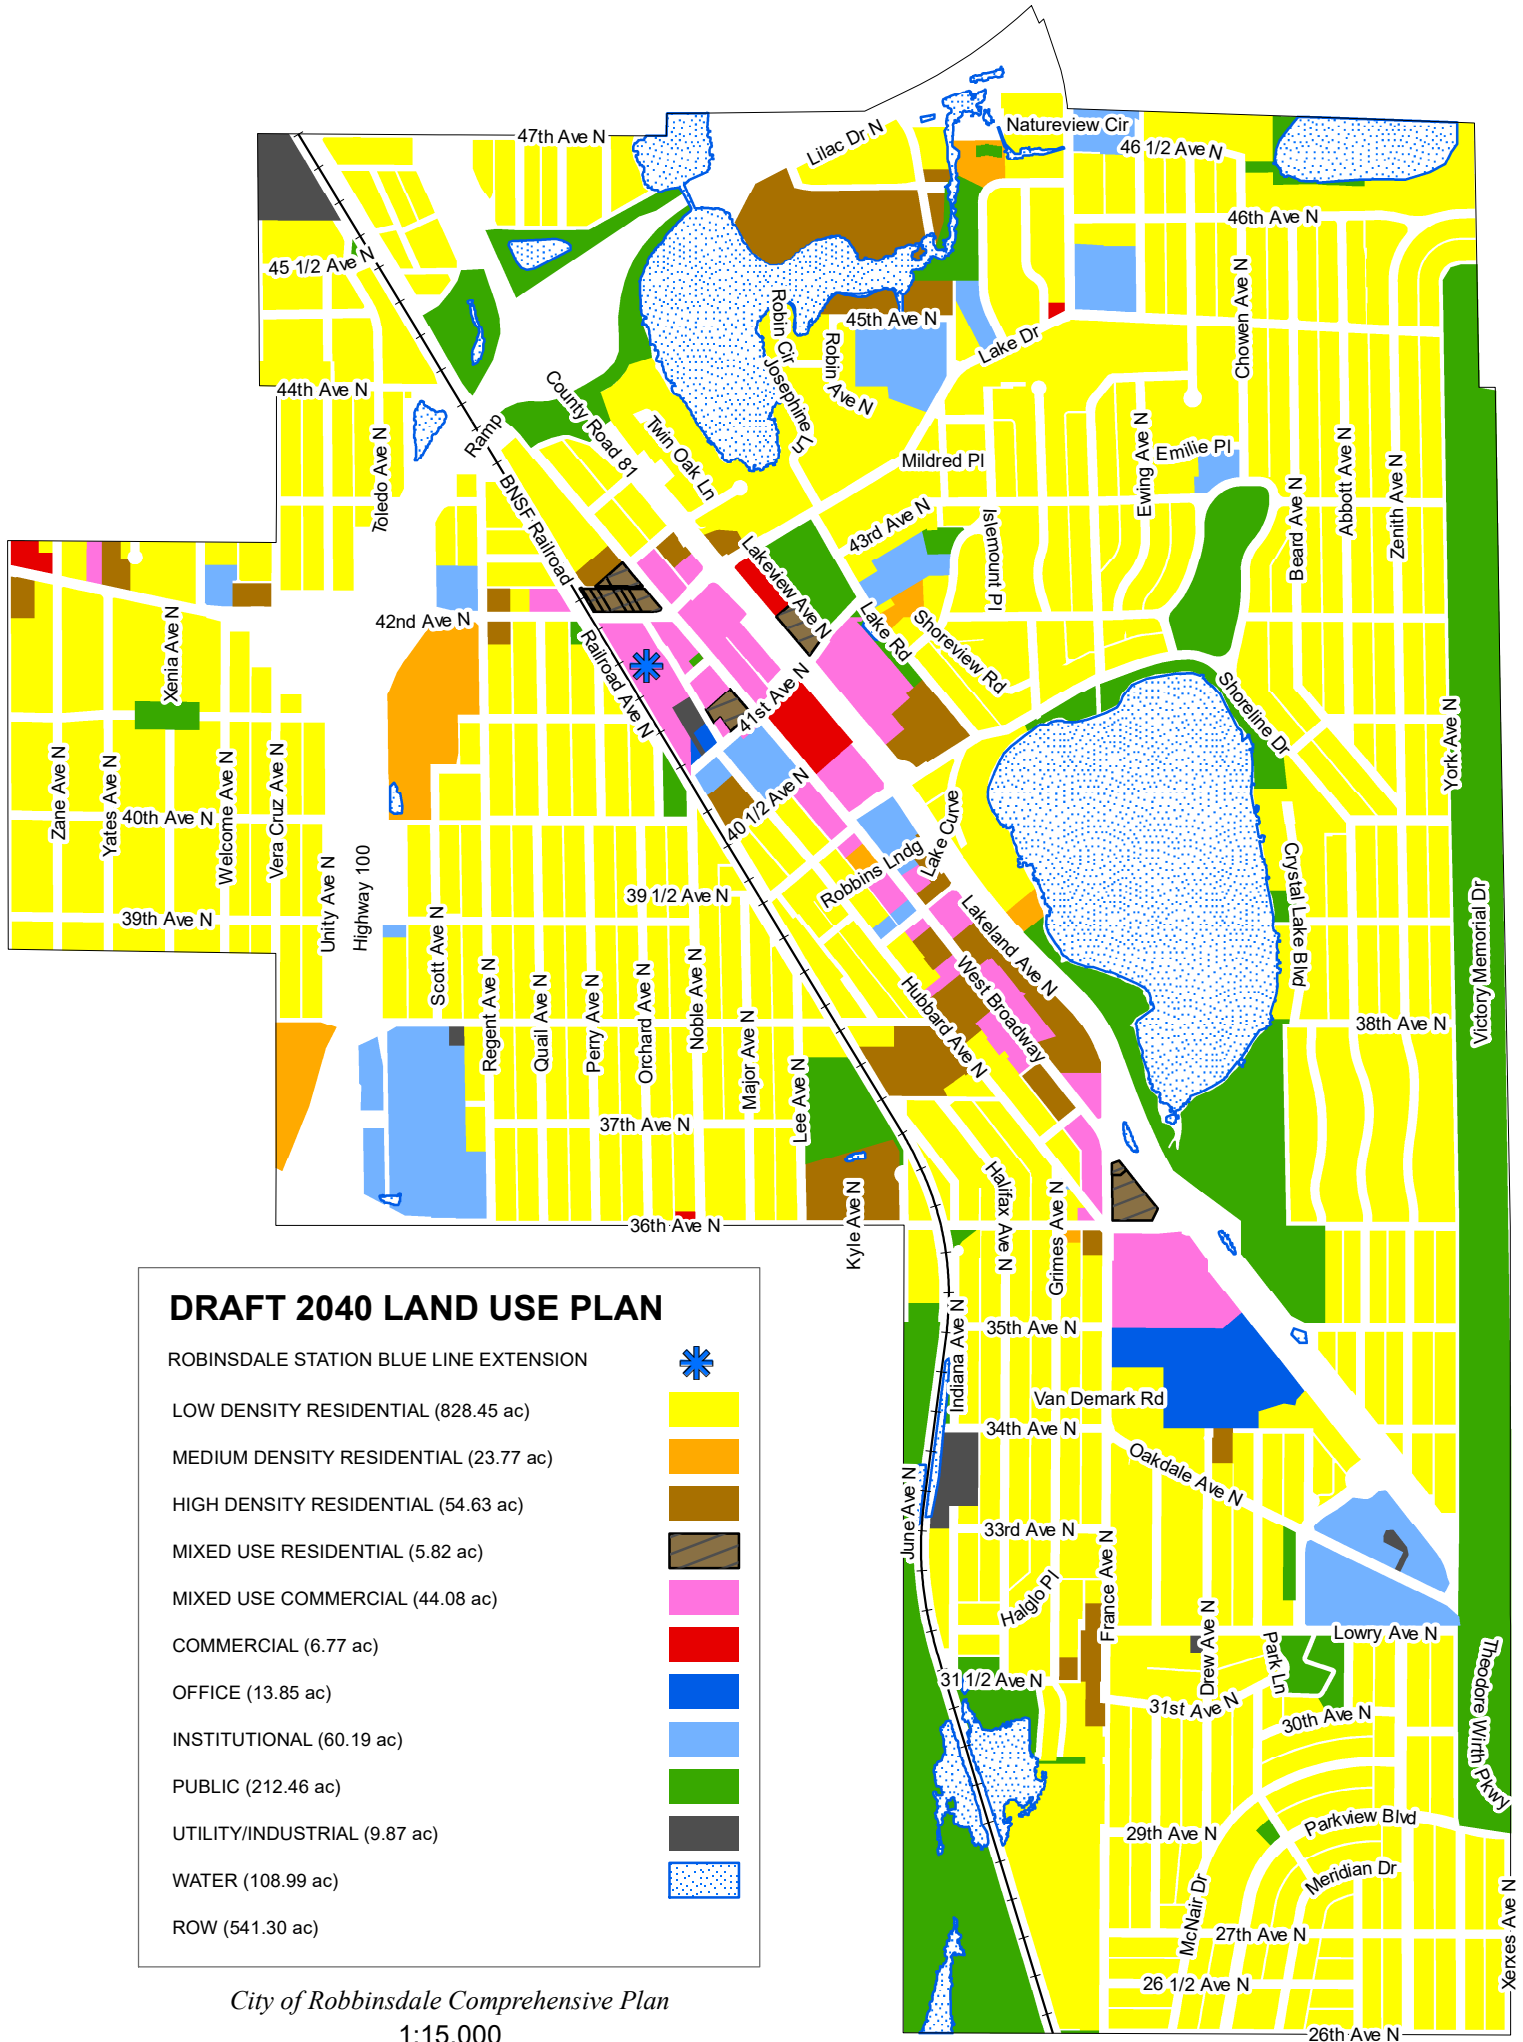 47th Ave N
Lilac Dr N
Natureview Cir
46 1/2 Ave N
46th Ave N
45 1/2 Ave N
Robin Cir
45th Ave N
Lake Dr
Chowen Ave N
Robin Ave N
Josephine Ln
44th Ave N
County Road 81
Ramp
Twin Oak Ln
Toledo Ave N
Mildred Pl
Ewing Ave N
Emilie Pl
Abbott Ave N
Zenith Ave N
Beard Ave N
BNSF Railroad
43rd Ave N
Islemount Pl
Lakeview Ave N
42nd Ave N
Lake Rd
Shoreview Rd
Xenia Ave N
Railroad Ave N
41st Ave N
Shoreline Dr
York Ave N
Zane Ave N
Yates Ave N
Welcome Ave N
Vera Cruz Ave N
40th Ave N
40 1/2 Ave N
Lake Curve
Robbins Lndg
Crystal Lake Blvd
Unity Ave N
Highway 100
39 1/2 Ave N
39th Ave N
Scott Ave N
Lakeland Ave N
Victory Memorial Dr
West Broadway
Hubbard Ave N
Regent Ave N
Quail Ave N
Perry Ave N
Orchard Ave N
Noble Ave N
Major Ave N
38th Ave N
Lee Ave N
37th Ave N
Kyle Ave N
Halifax Ave N
Grimes Ave N
36th Ave N
35th Ave N
Indiana Ave N
Van Demark Rd
34th Ave N
Oakdale Ave N
June Ave N
33rd Ave N
France Ave N
Halglo Pl
Drew Ave N
Park Ln
Lowry Ave N
31 1/2 Ave N
31st Ave N
30th Ave N
Theodore Wirth Pkwy
29th Ave N
Parkview Blvd
Meridian Dr
McNair Dr
27th Ave N
Xerxes Ave N
26 1/2 Ave N
26th Ave N
DRAFT 2040 LAND USE PLAN
ROBINSDALE STATION BLUE LINE EXTENSION
LOW DENSITY RESIDENTIAL (828.45 ac)
MEDIUM DENSITY RESIDENTIAL (23.77 ac)
HIGH DENSITY RESIDENTIAL (54.63 ac)
MIXED USE RESIDENTIAL (5.82 ac)
MIXED USE COMMERCIAL (44.08 ac)
COMMERCIAL (6.77 ac)
OFFICE (13.85 ac)
INSTITUTIONAL (60.19 ac)
PUBLIC (212.46 ac)
UTILITY/INDUSTRIAL (9.87 ac)
WATER (108.99 ac)
ROW (541.30 ac)
City of Robbinsdale Comprehensive Plan
1:15,000